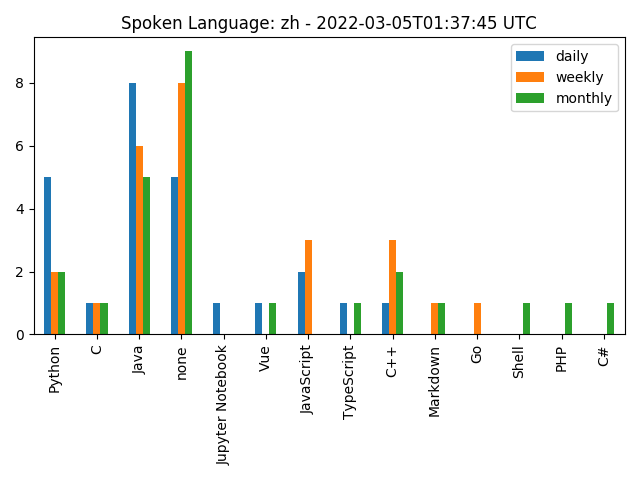 Spoken Language: zh - 2022-03-05T01:37:45 UTC
daily
weekly
monthly
8
6
4
2
0
Python
C
Java
none
Jupyter Notebook
Vue
JavaScript
TypeScript
C++
Markdown
Go
Shell
PHP
C#